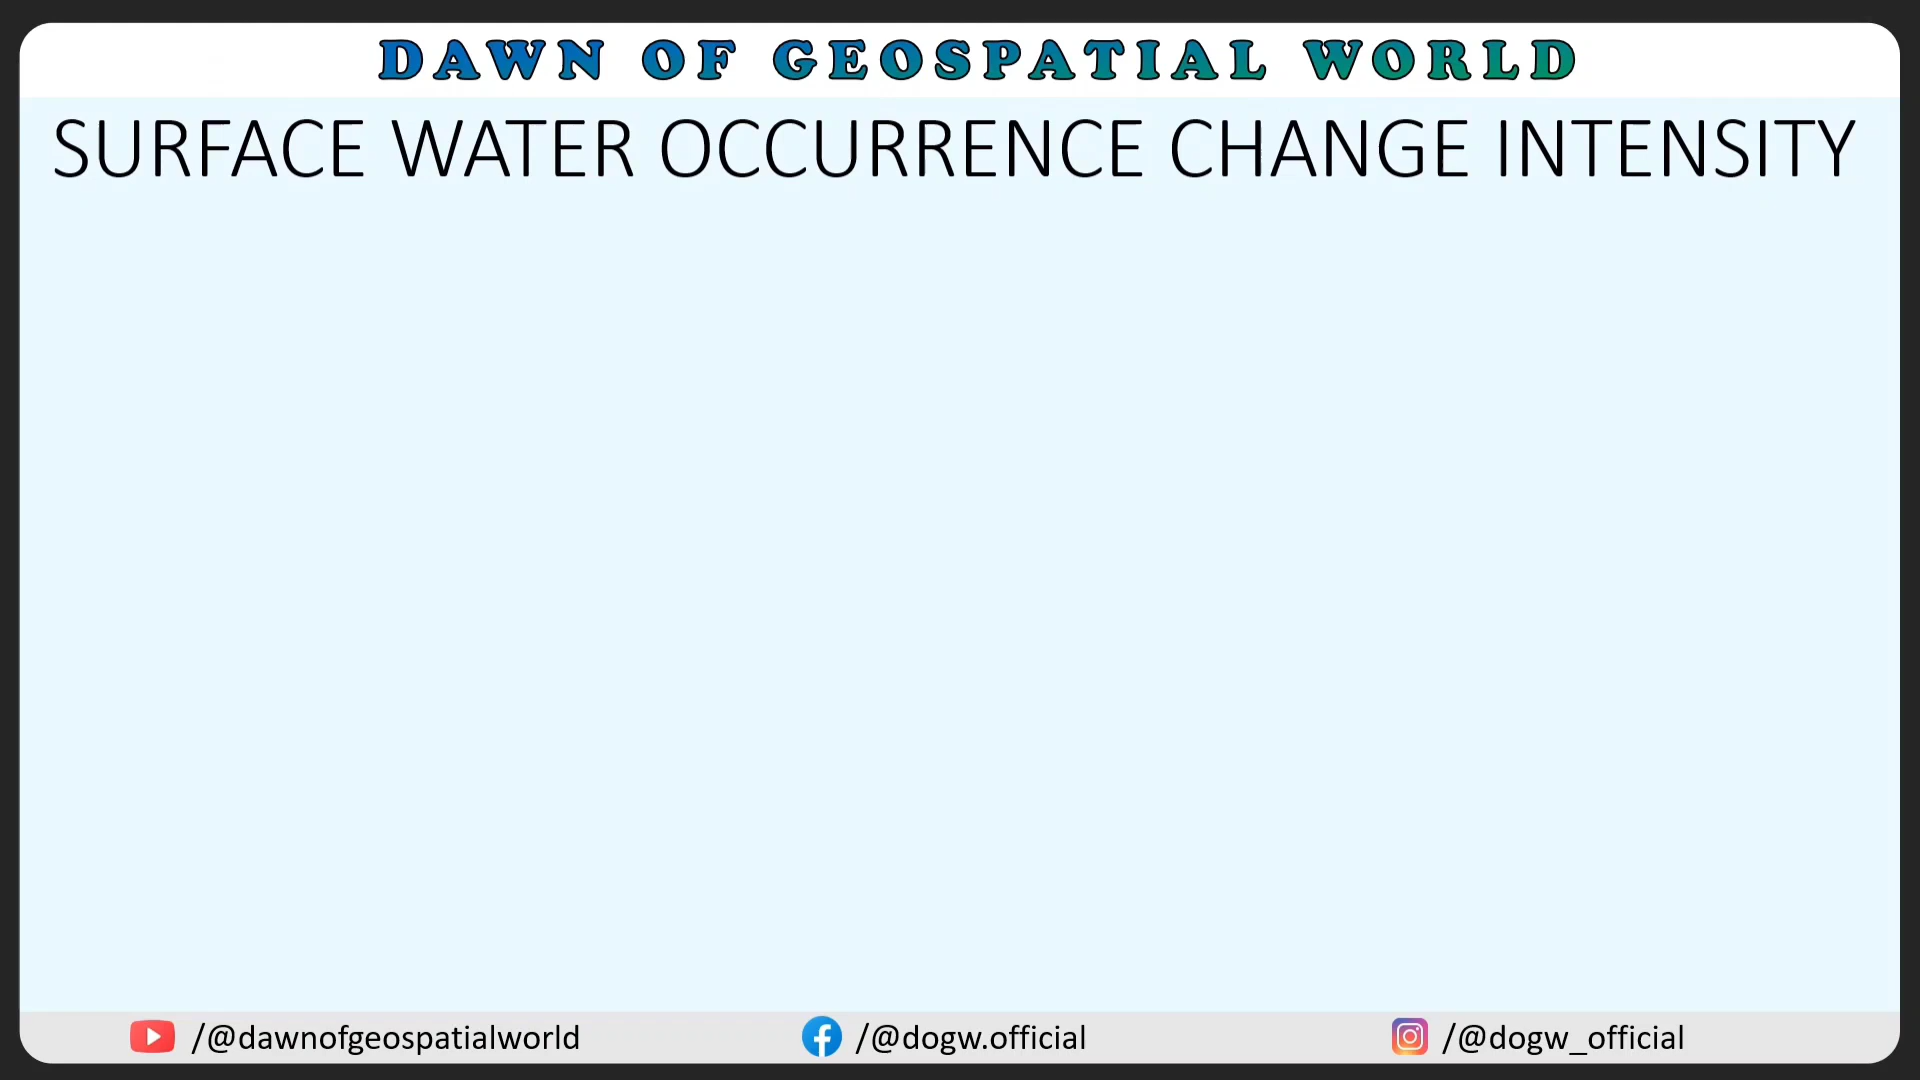 DAWN OF GEOSPATIAL WORLD
SURFACE WATER OCCURRENCE CHANGE INTENSITY
/@dawnofgeospatialworld
/@dogw.official
/@dogw_official